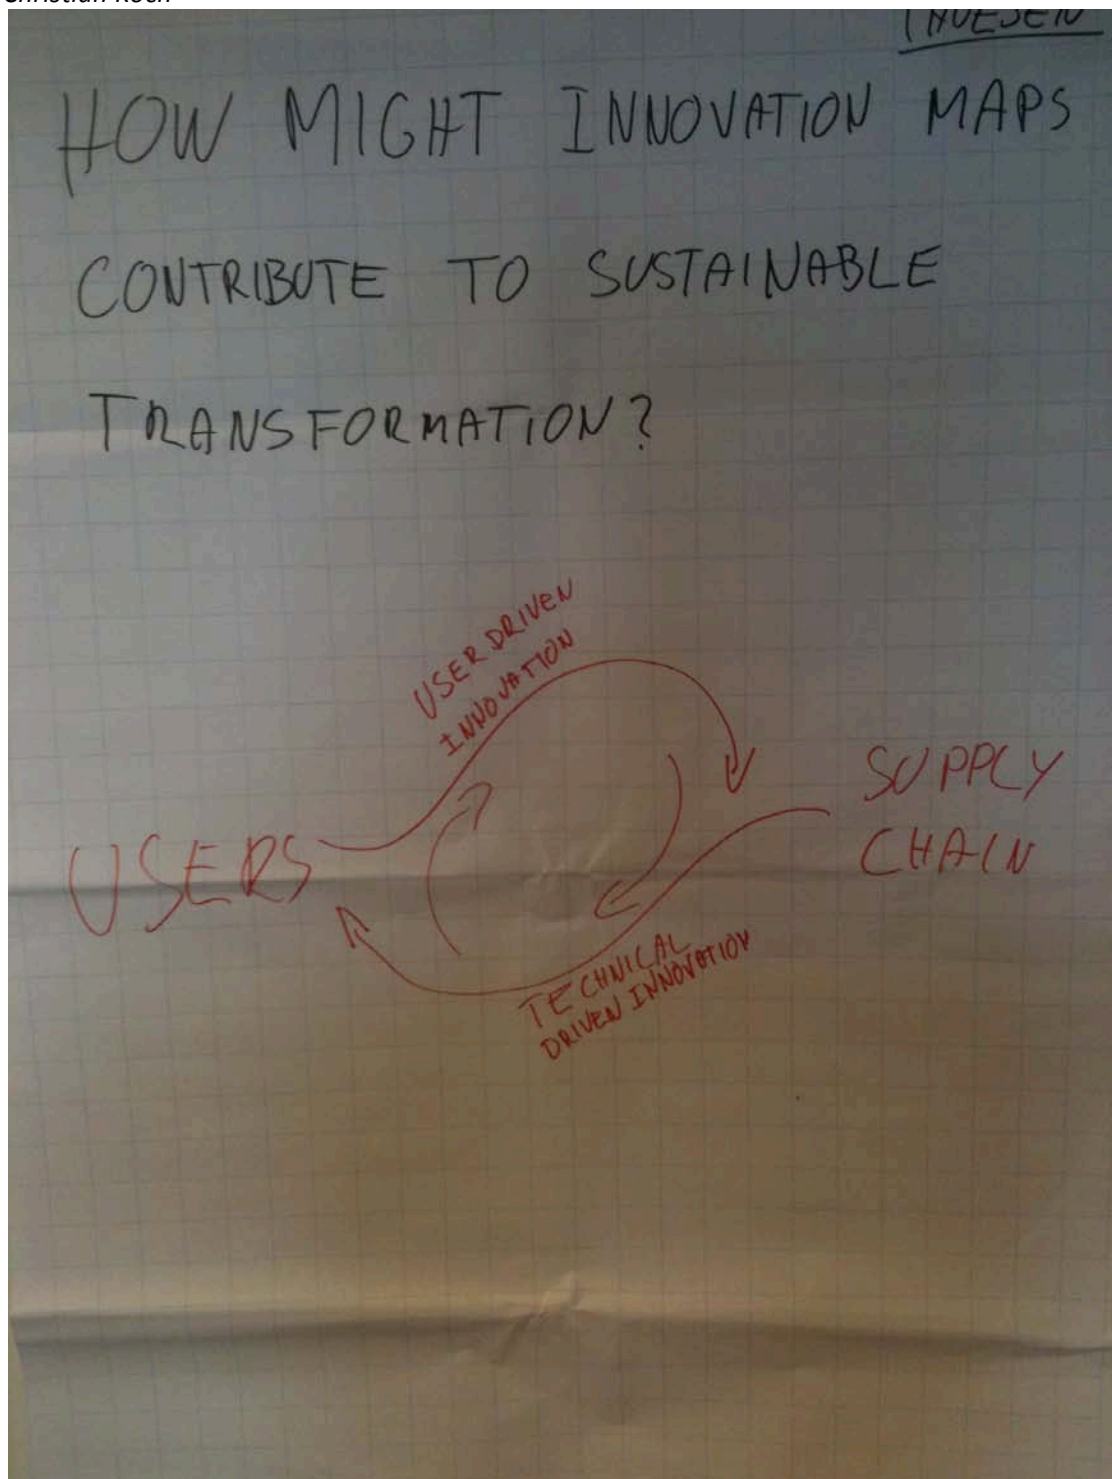 HOW MIGHT INNOVATION MAPS
CONTRIBUTE TO SUSTAINABLE
TRANSFORMATION?
USER DRIVEN
INNOVATION
SUPPLY
CHAIN
USERS
TECHNICAL
DRIVEN INNOVATION